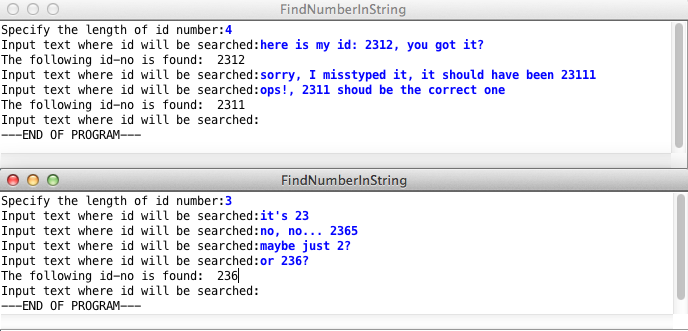 FindNumberInString
Specify the length of id number:4
Input text where id will be searched:here is my id: 2312, you got it?
The following id-no is found:  2312
Input text where id will be searched:sorry, I misstyped it, it should have been 23111
Input text where id will be searched:ops!, 2311 shoud be the correct one
The following id-no is found:  2311
Input text where id will be searched:
---END OF PROGRAM---
FindNumberInString
Specify the length of id number:3
Input text where id will be searched:it's 23
Input text where id will be searched:no, no... 2365
Input text where id will be searched:maybe just 2?
Input text where id will be searched:or 236?
The following id-no is found:  236
Input text where id will be searched:
---END OF PROGRAM---